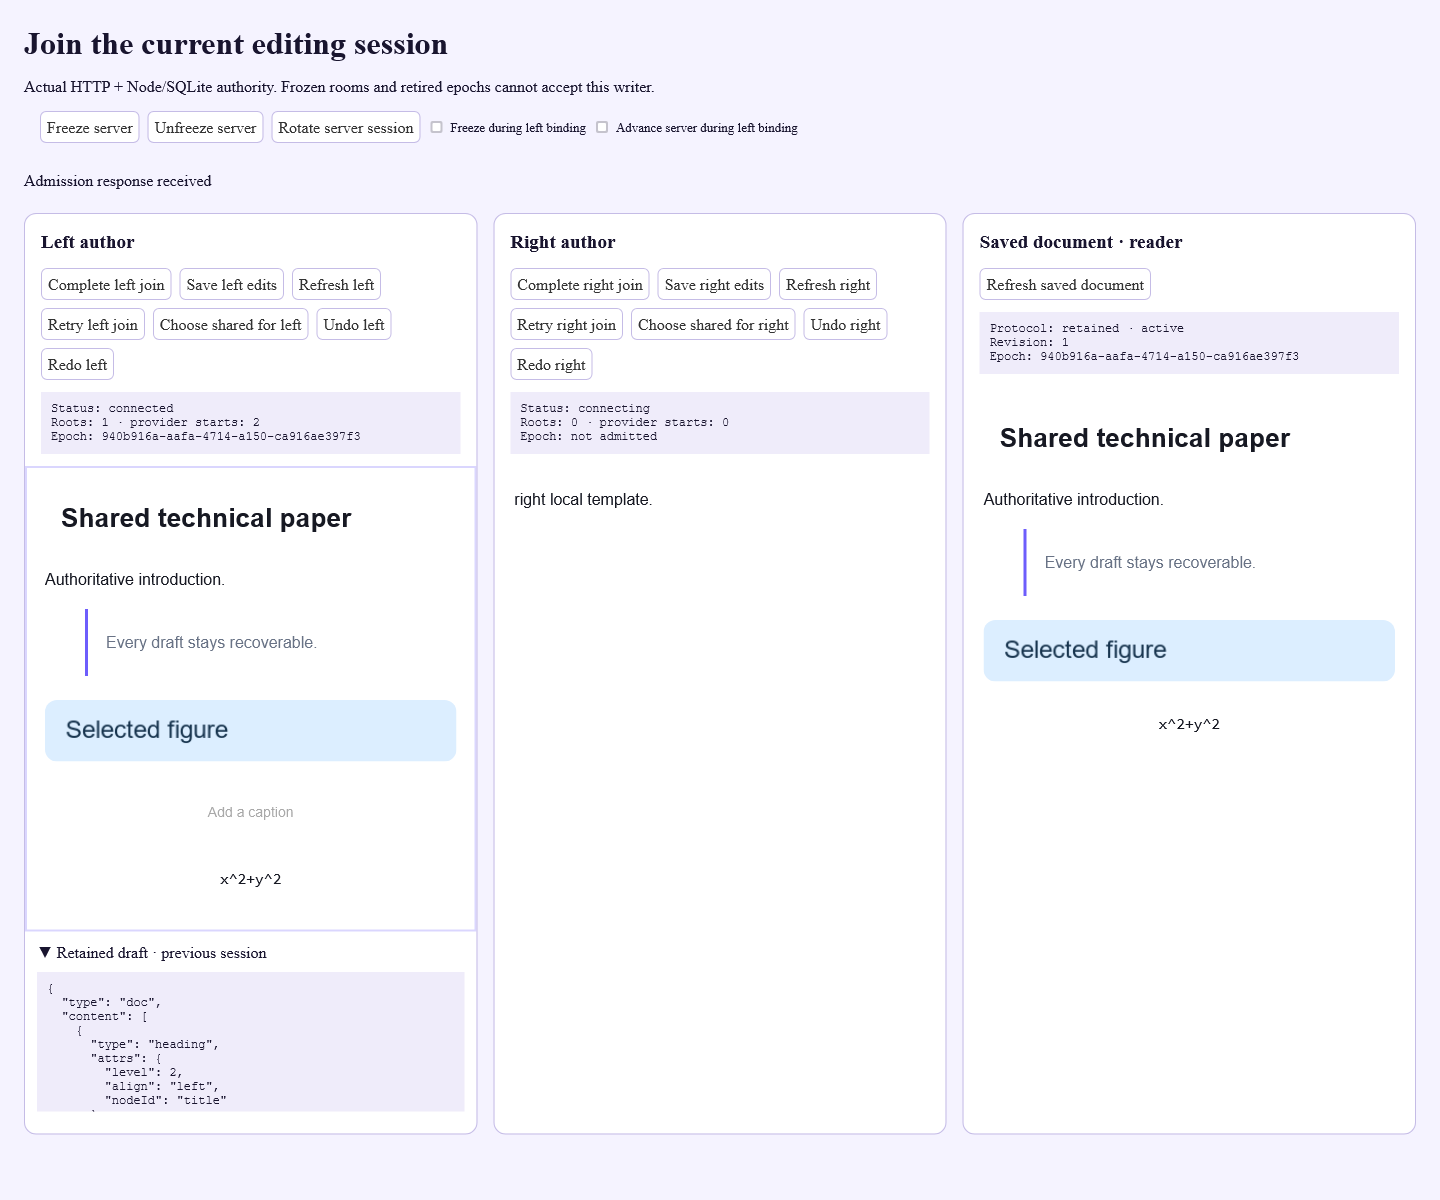 Join the current editing session
Actual HTTP + Node/SQLite authority. Frozen rooms and retired epochs cannot accept this writer.
Freeze server Unfreeze server Rotate server session Freeze during left binding Advance server during left binding
Admission response received
Left author
Complete left join Save left edits Refresh left
Retry left join Choose shared for left Undo left
Redo left
Status: connected
Roots: 1 · provider starts: 2
Epoch: 940b916a-aafa-4714-a150-ca916ae397f3
Shared technical paper
Authoritative introduction.
Every draft stays recoverable.
Selected figure
Add a caption
x^2+y^2
▼ Retained draft · previous session
{
"type": "doc",
"content": [
{
"type": "heading",
"attrs": {
"level": 2,
"align": "left",
"nodeId": "title"
Right author
Complete right join Save right edits Refresh right
Retry right join Choose shared for right Undo right
Redo right
Status: connecting
Roots: 0 · provider starts: 0
Epoch: not admitted
right local template.
Saved document · reader
Refresh saved document
Protocol: retained · active
Revision: 1
Epoch: 940b916a-aafa-4714-a150-ca916ae397f3
Shared technical paper
Authoritative introduction.
Every draft stays recoverable.
Selected figure
x^2+y^2